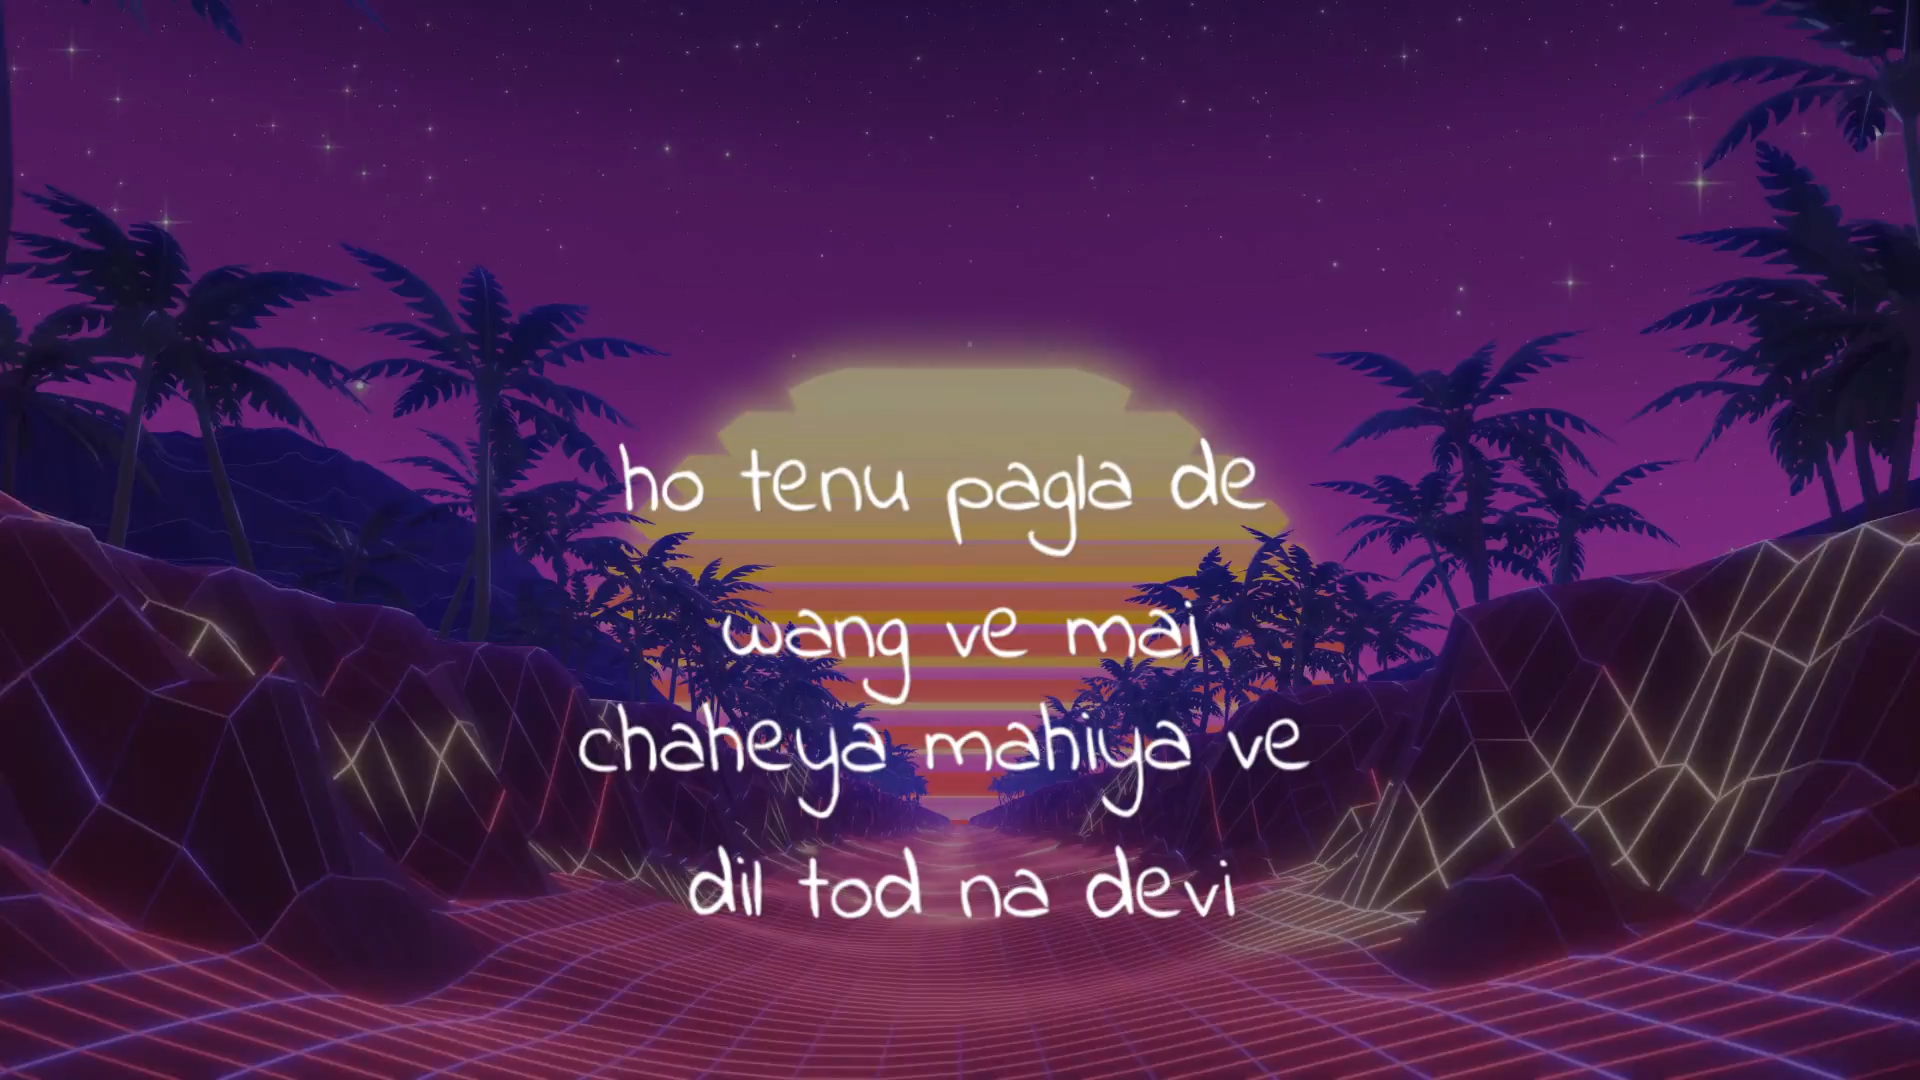 ho tenu pagla de
wang ve mai
chaheya mahiya ve
dil tod na devi